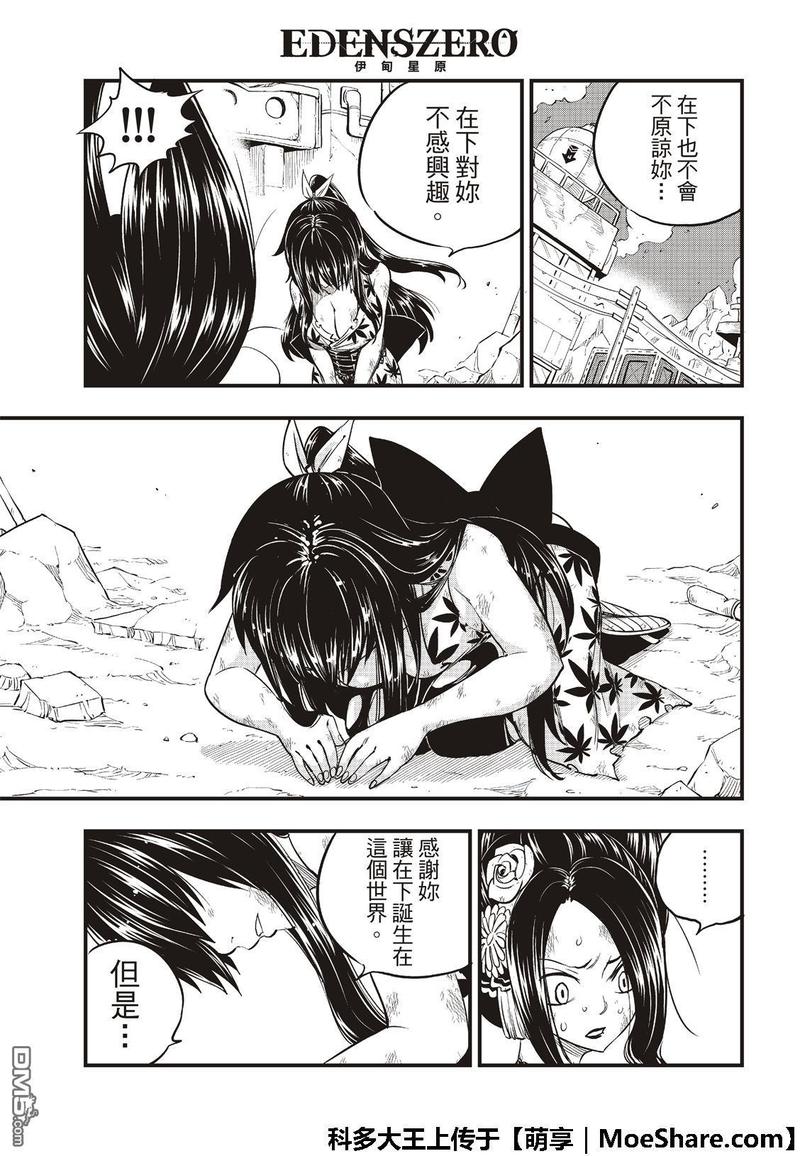 EDENSZERO
伊甸星原
在下也不會
不原諒妳…
在下對妳
不感興趣。
!!!
………
感謝妳
讓在下誕生在
這個世界。
但是…
DM5.com
科多大王上传于【萌享｜MoeShare.com】